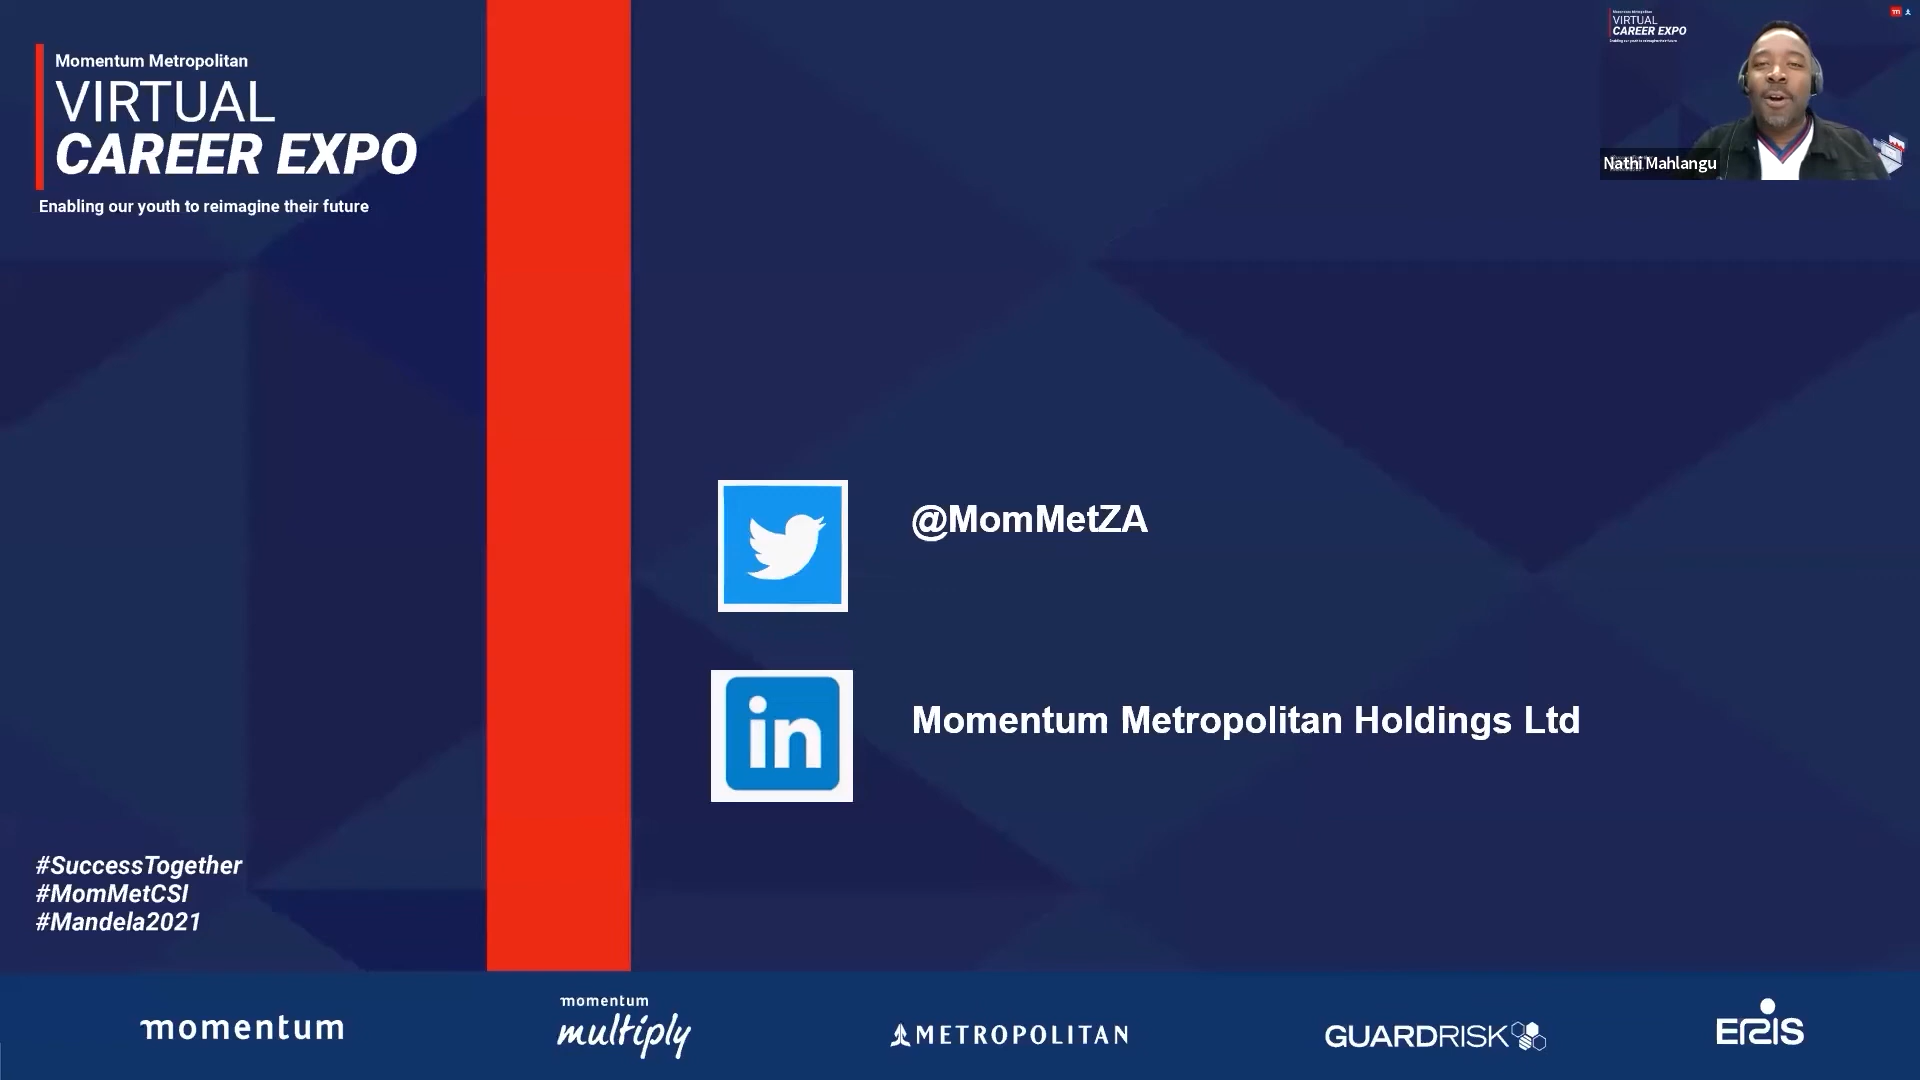 Momentum Metropolitan
VIRTUAL
CAREER EXPO
Enabling our youth to reimagine their future
VIRTUAL
CAREER EXPO
Nathi Mahlangu
@MomMetZA
in
Momentum Metropolitan Holdings Ltd
#SuccessTogether
#MomMetCSI
#Mandela2021
momentum
momentum
multiply
METROPOLITAN
GUARDRISK
ERIS